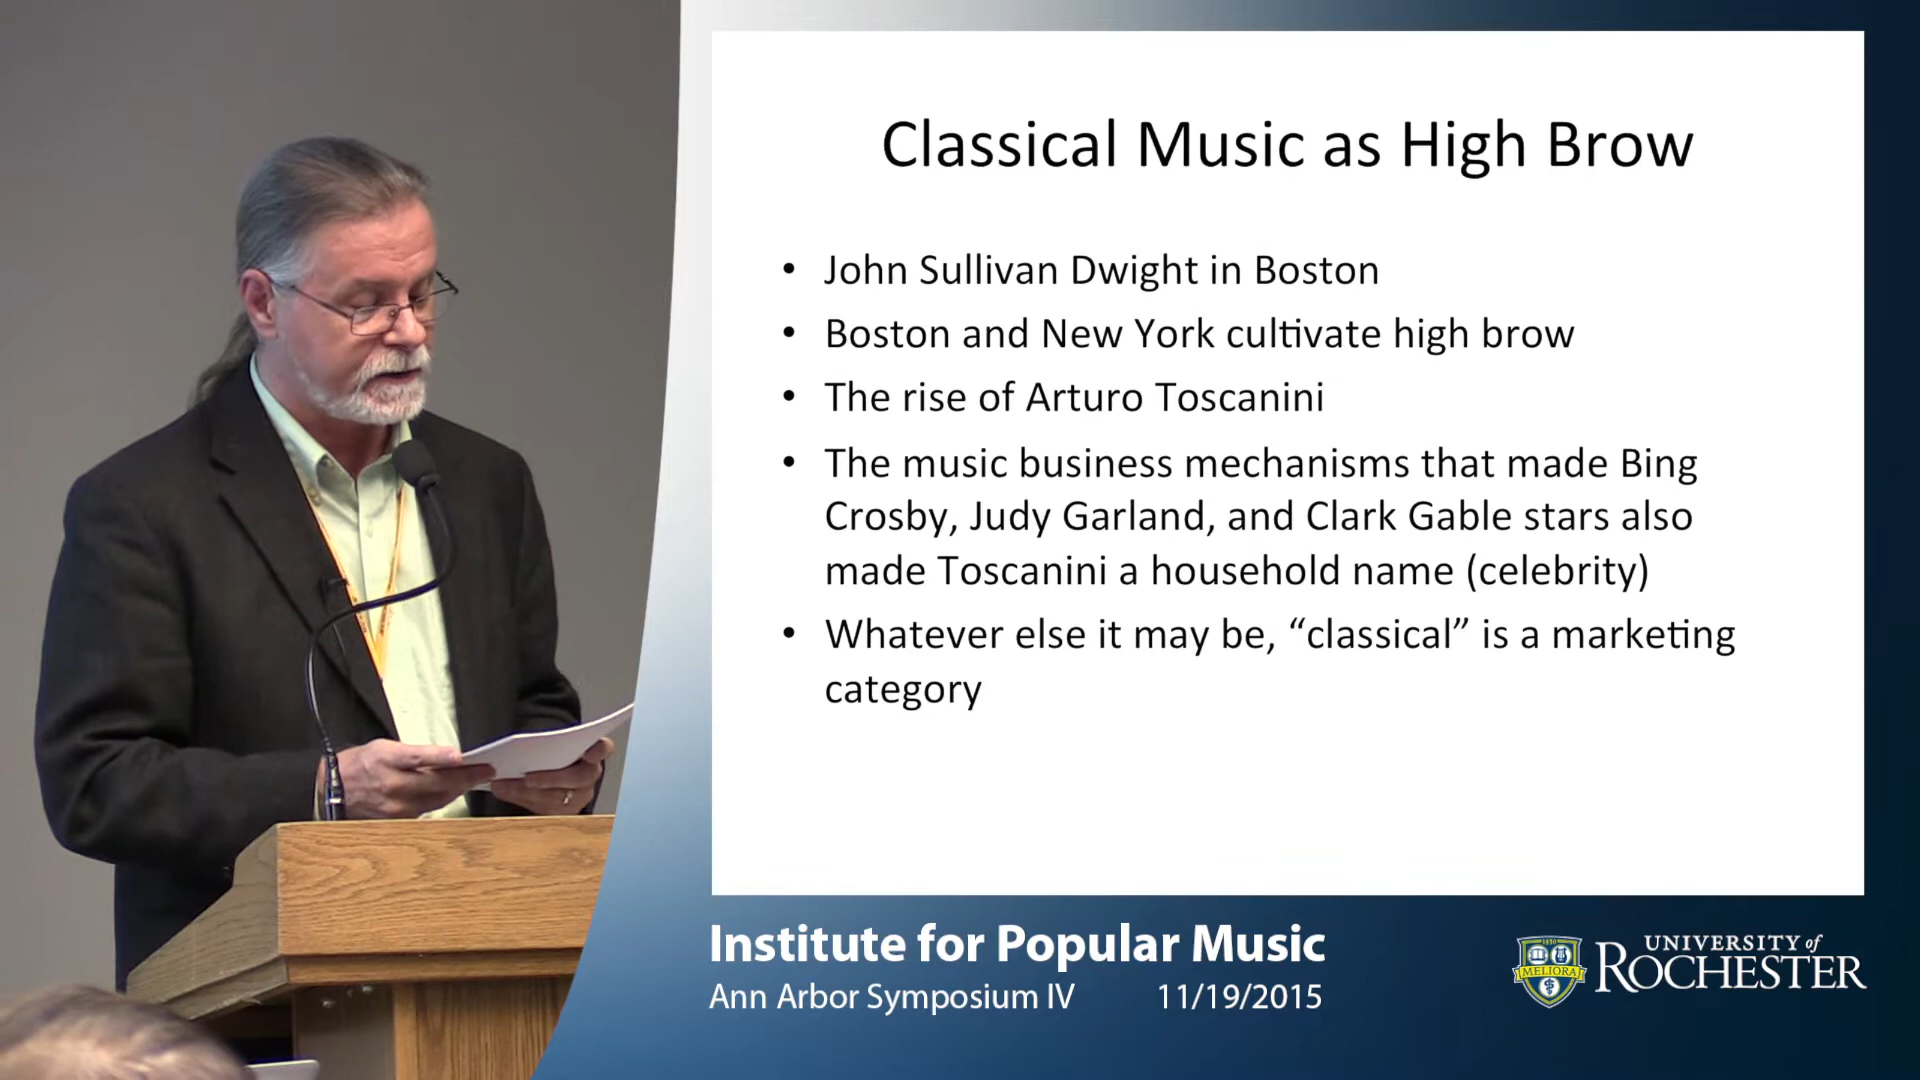 Classical Music as High Brow
• John Sullivan Dwight in Boston
• Boston and New York cultivate high brow
• The rise of Arturo Toscanini
• The music business mechanisms that made Bing
Crosby, Judy Garland, and Clark Gable stars also
made Toscanini a household name (celebrity)
• Whatever else it may be, “classical” is a marketing
category
Institute for Popular Music
Ann Arbor Symposium IV 11/19/2015
1850
MELIORA
UNIVERSITY of
ROCHESTER